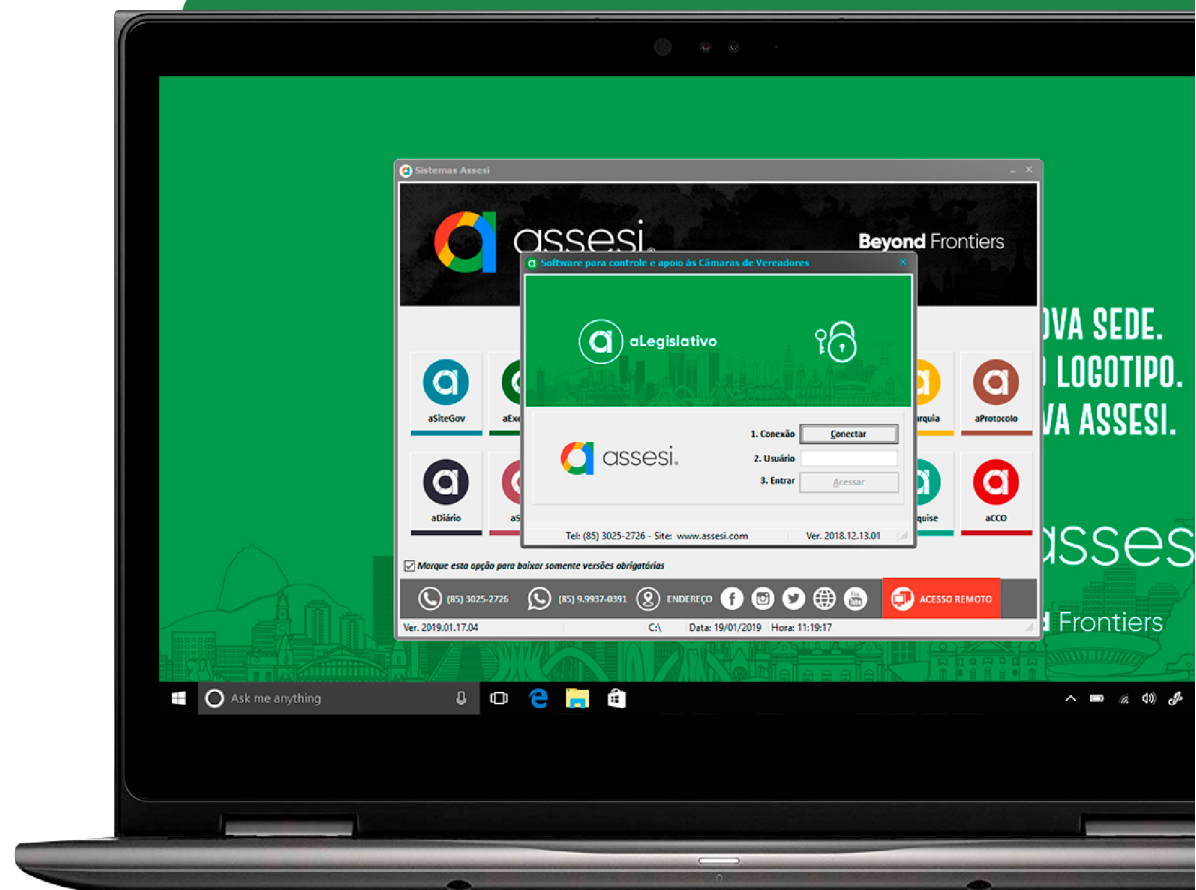 Sistemas Assesi
assesi
Beyond Frontiers
Software para controle e apoio às Câmaras de Vereadores
aLegislativo
aSiteGov
aProtocolo
assesi.
1. Conexão
Conectar
2. Usuário
3. Entrar
Acessar
aDiário
aCCO
Tel: (85) 3025-2726 - Site: www.assesi.com
Ver. 2018.12.13.01
Marque esta opção para baixar somente versões obrigatórias
(85) 3025-2726
(85) 9.9937-0391
ENDEREÇO
You Tube
ACESSO REMOTO
Ver. 2019.01.17.04
C:\
Data: 19/01/2019
Hora: 11:19:17
OVA SEDE.
LOGOTIPO.
VA ASSESI.
asses
Frontiers
Ask me anything